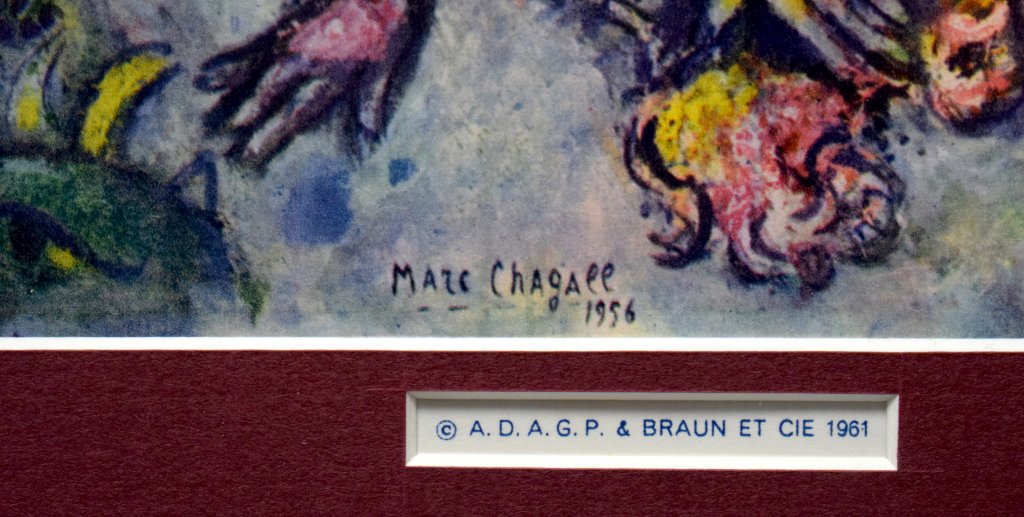 Marc Chagall
1956
© A.D.A.G.P. & BRAUN ET CIE 1961